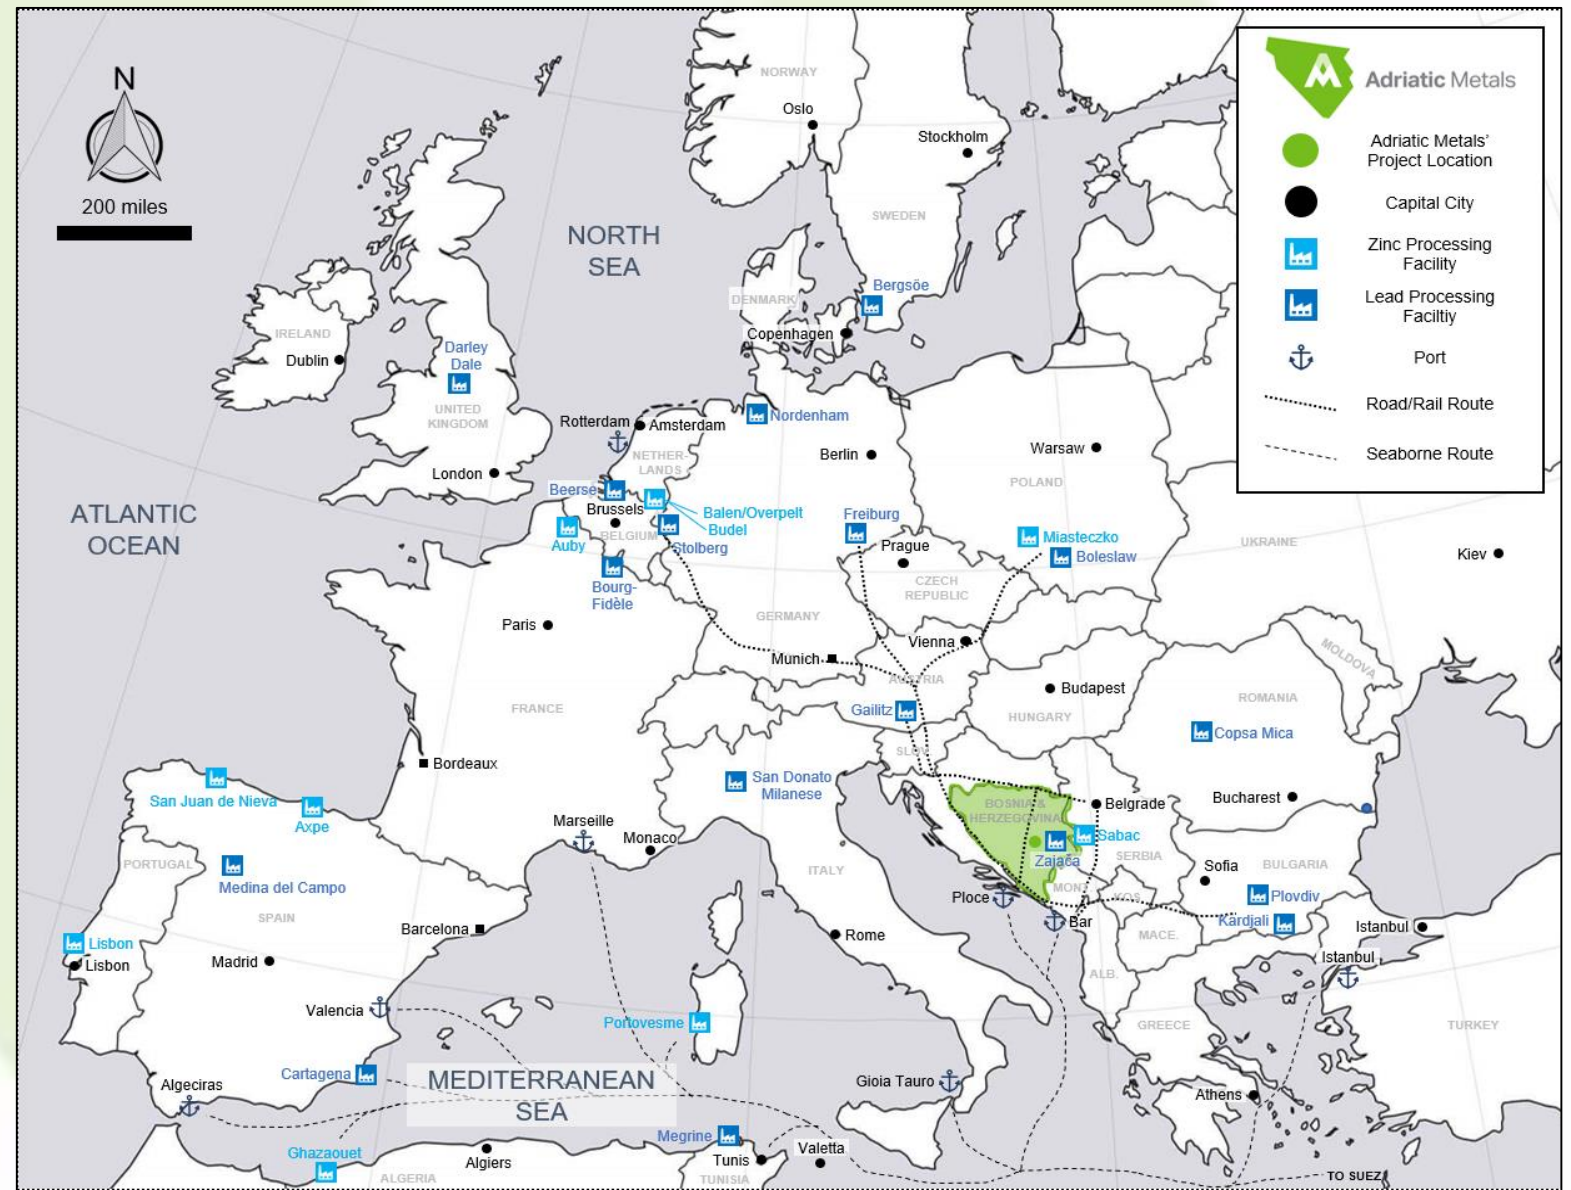 N
200 miles
NORTH
SEA
ATLANTIC
OCEAN
NORWAY
Oslo
Stockholm
SWEDEN
Bergsöe
DENMARK
Copenhagen
IRELAND
Dublin
Darley
Dale
UNITED
KINGDOM
London
Rotterdam
Amsterdam
NETHER-
LANDS
Nordenham
Berlin
Warsaw
POLAND
Beerse
Brussels
BELGIUM
Balen/Overpelt
Budel
Auby
Stolberg
Bourg-
Fidèle
Freiburg
Prague
CZECH
REPUBLIC
Miasteczko
Boleslaw
UKRAINE
Kiev
Paris
GERMANY
Munich
Vienna
AUSTRIA
MOLDOVA
Budapest
HUNGARY
ROMANIA
FRANCE
Gailitz
SLOV.
Copsa Mica
Bordeaux
San Donato
Milanese
BOSNIA &
HERZEGOVINA
Belgrade
Bucharest
San Juan de Nieva
Axpe
Marseille
Monaco
Sabac
Zajača
SERBIA
Sofia
BULGARIA
PORTUGAL
Medina del Campo
SPAIN
ITALY
Ploce
MONT.
KOS.
Plovdiv
Bar
Kardjali
Istanbul
Barcelona
Rome
MACE.
Istanbul
Lisbon
Lisbon
Madrid
ALB.
Valencia
Portovesme
GREECE
TURKEY
Cartagena
MEDITERRANEAN
SEA
Gioia Tauro
Algeciras
Athens
Ghazaouet
Megrine
Algiers
Tunis
Valetta
ALGERIA
TUNISIA
TO SUEZ
Adriatic Metals
Adriatic Metals'
Project Location
Capital City
Zinc Processing
Facility
Lead Processing
Faciltiy
Port
Road/Rail Route
Seaborne Route